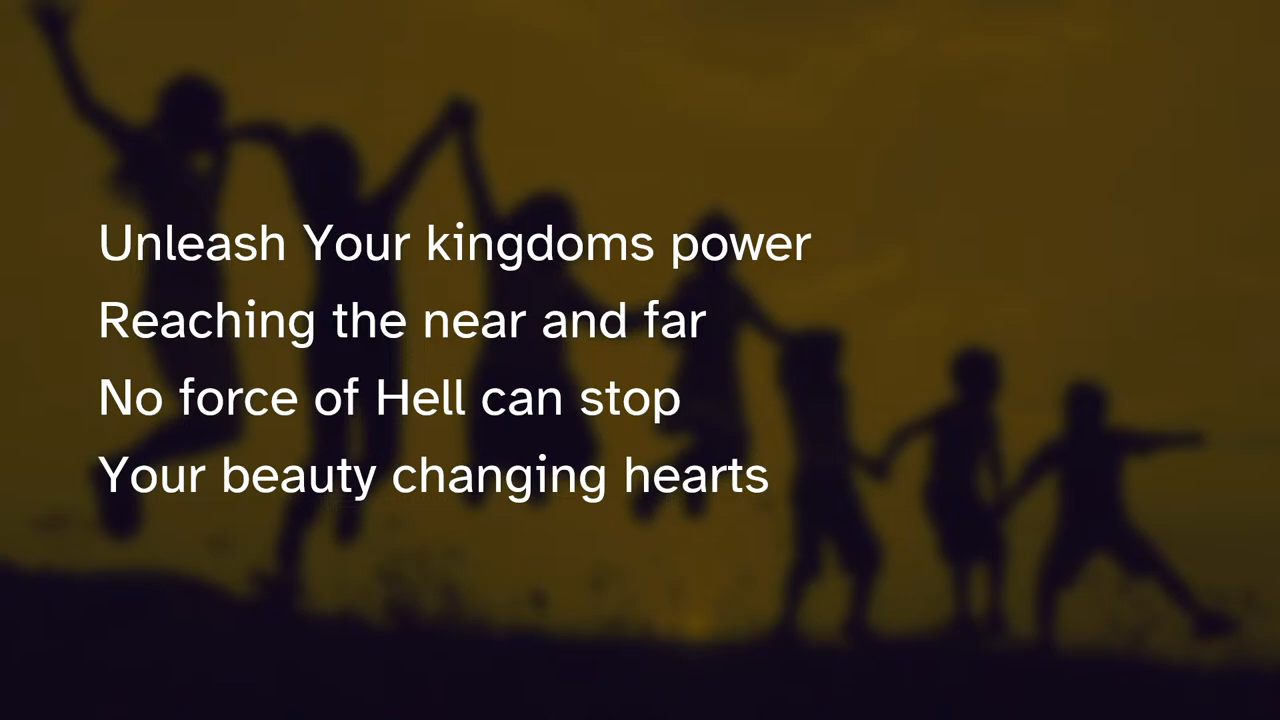 Unleash Your kingdoms power
Reaching the near and far
No force of Hell can stop
Your beauty changing hearts